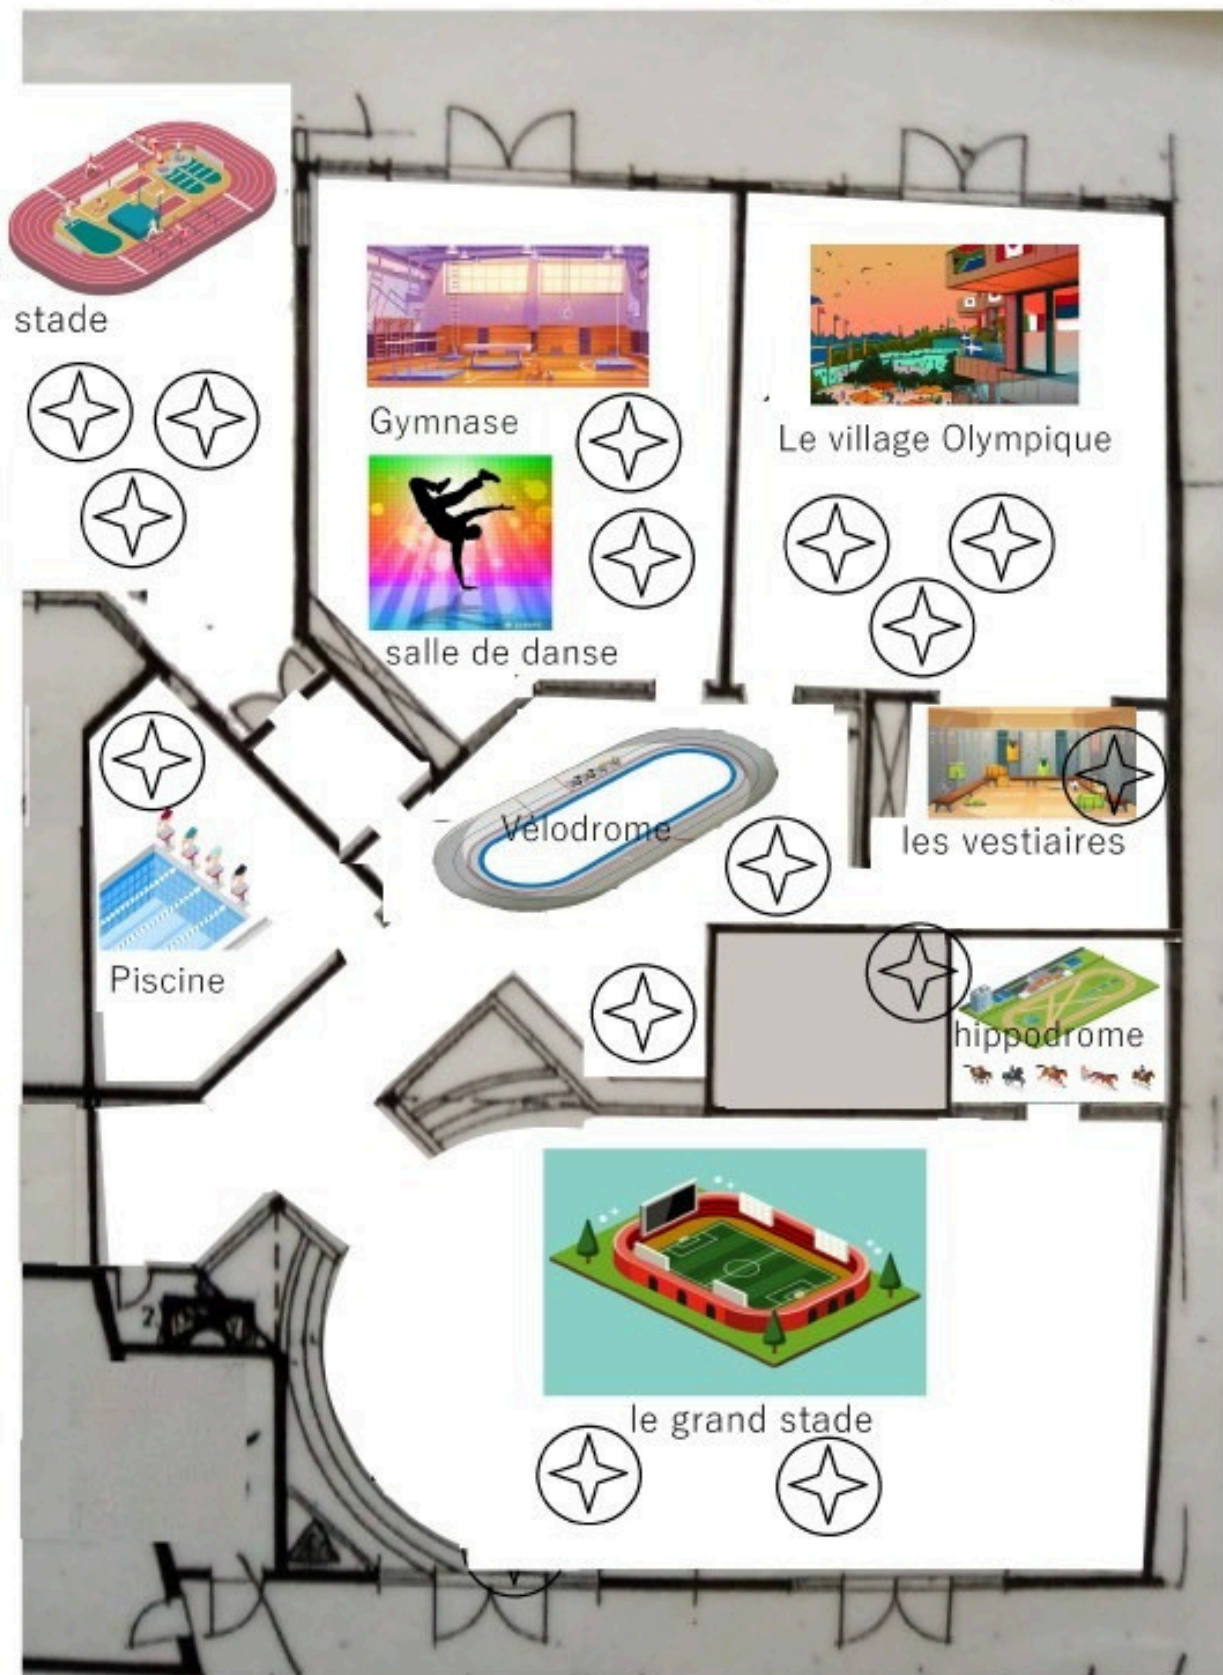 stade
Gymnase
Le village Olympique
salle de danse
Vélodrome
les vestiaires
Piscine
hippodrome
le grand stade
?